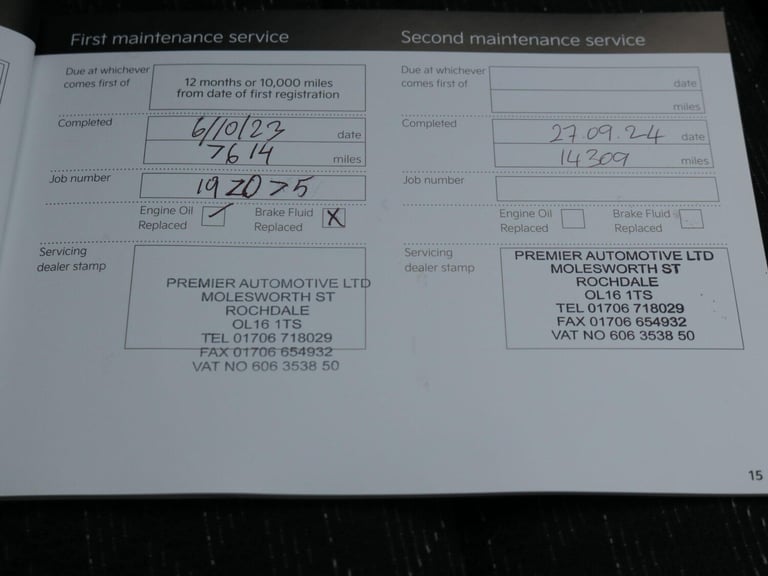 First maintenance service
Due at whichever
comes first of
12 months or 10,000 miles
from date of first registration
Completed
6/10/23 date
7614 miles
Job number
192075
Engine Oil
Replaced
Brake Fluid
Replaced
Servicing
dealer stamp
PREMIER AUTOMOTIVE LTD
MOLESWORTH ST
ROCHDALE
OL16 1TS
TEL 01706 718029
FAX 01706 654932
VAT NO 606 3538 50
Second maintenance service
Due at whichever
comes first of
date
miles
Completed
27.09.24 date
14309 miles
Job number
Engine Oil
Replaced
Brake Fluid
Replaced
Servicing
dealer stamp
PREMIER AUTOMOTIVE LTD
MOLESWORTH ST
ROCHDALE
OL16 1TS
TEL 01706 718029
FAX 01706 654932
VAT NO 606 3538 50
15